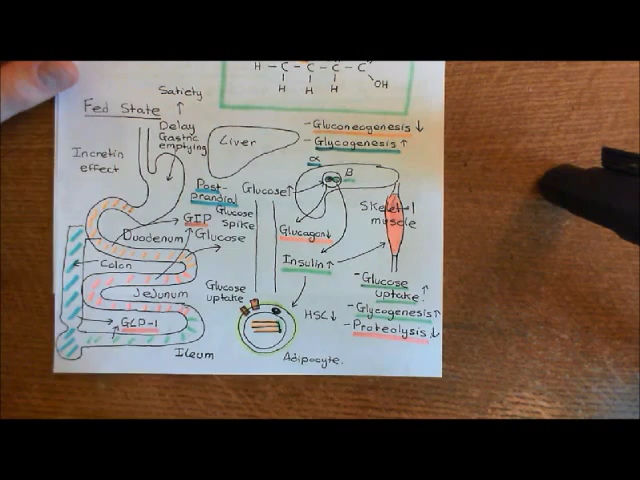 H - C - C - C - C
OH
H H H
Satiety
↑
Fed State
Delay
Gastric
emptying
Incretin
effect
Liver
- Gluconeogenesis ↓
- Glycogenesis ↑
α
β
Post-
prandial
Glucose
spike
Glucose ↑
Skeletal
muscle
GIP
Glucose
Glucagon ↓
Duodenum
Colon
Insulin ↑
- Glucose ↑
uptake.
Jejunum
Glucose
uptake
HSL ↓
- Glycogenesis ↑
- Proteolysis ↓
GLP-1
Ileum
Adipocyte.